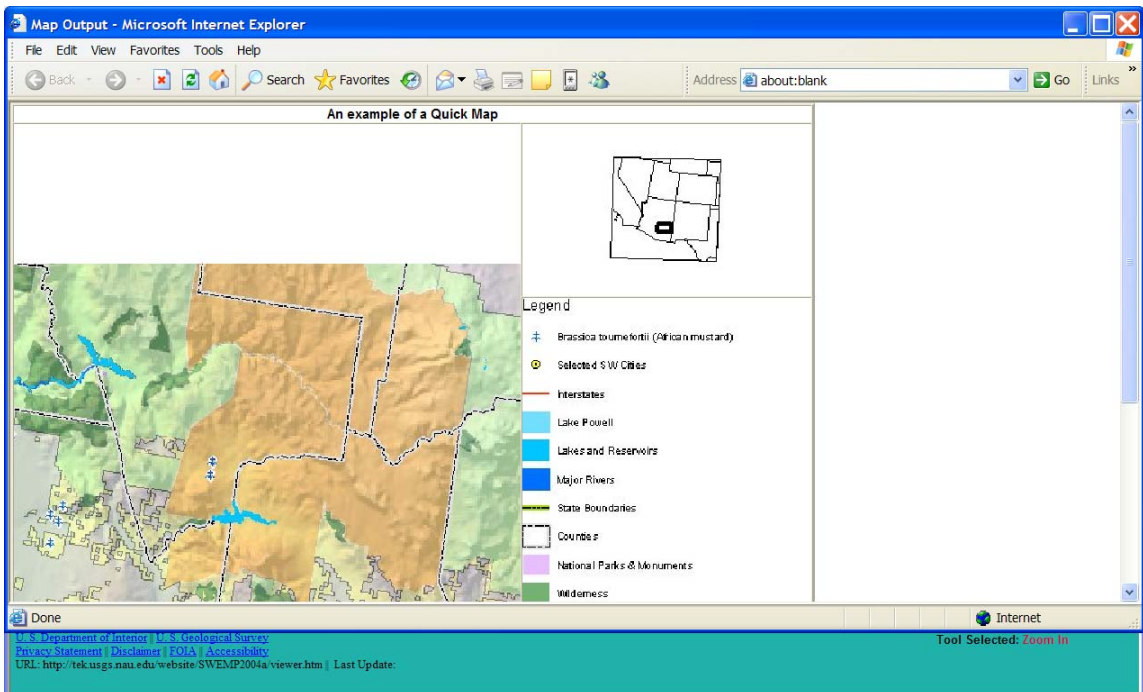 Map Output - Microsoft Internet Explorer
File Edit View Favorites Tools Help
Back Search Favorites Address about:blank Go Links
An example of a Quick Map
Legend
Brassica tournefortii (African mustard)
Selected SW Cities
Interstates
Lake Powell
Lakes and Reservoirs
Major Rivers
State Boundaries
Counties
National Parks & Monuments
Wilderness
Done Internet
U. S. Department of Interior || U. S. Geological Survey Tool Selected: Zoom In
Privacy Statement || Disclaimer || FOIA || Accessibility
URL: http://tek.usgs.nau.edu/website/SWEMP2004a/viewer.htm || Last Update: